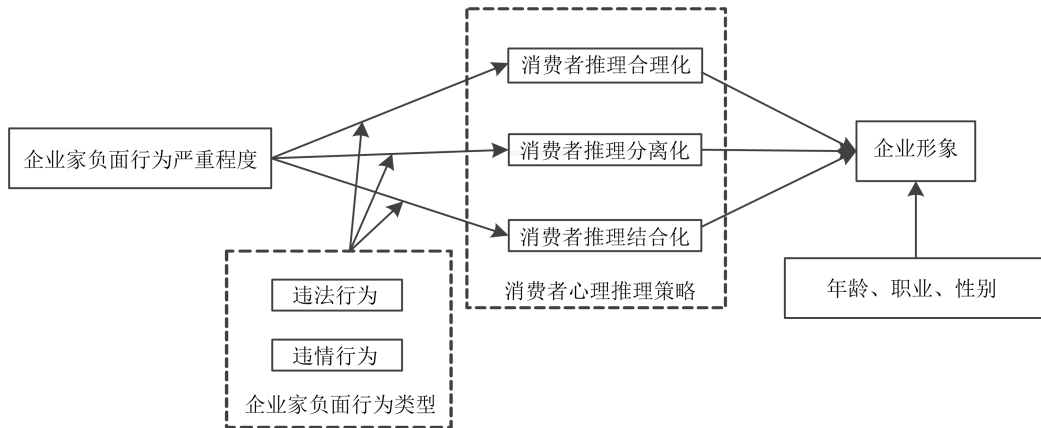 消费者推理合理化
企业家负面行为严重程度
消费者推理分离化
企业形象
消费者推理结合化
消费者心理推理策略
年龄、职业、性别
违法行为
违情行为
企业家负面行为类型